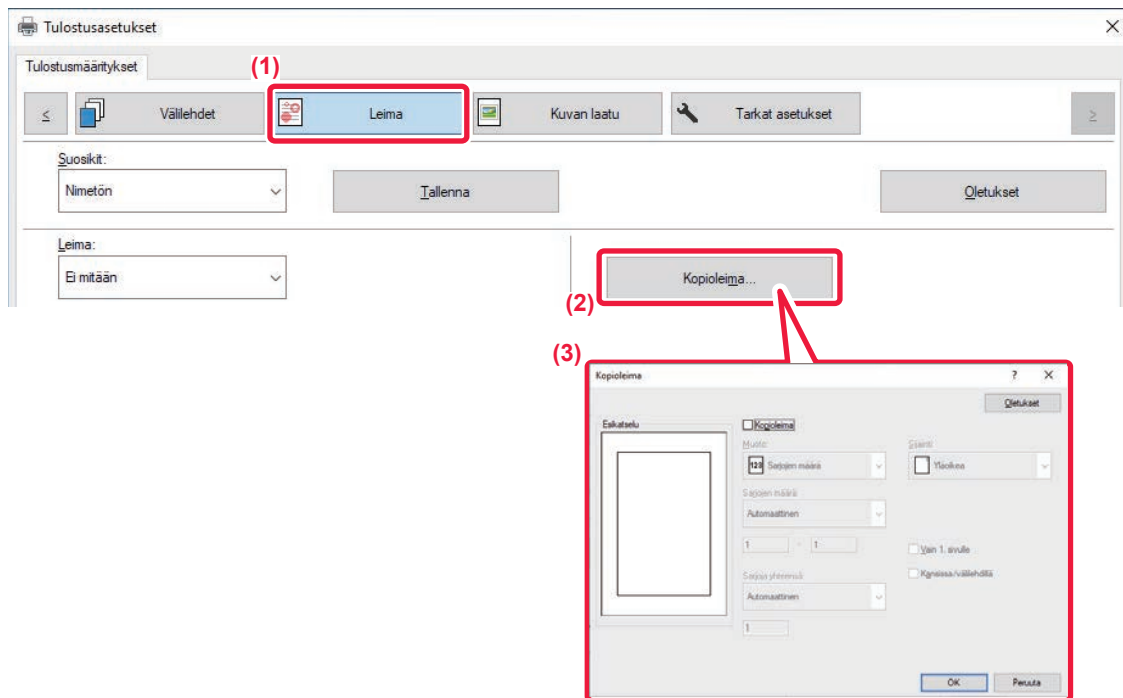 Tulostusasetukset
Tulostusmääritykset
(1)
<
Välilehdet
Leima
Kuvan laatu
Tarkat asetukset
>
Suosikit:
Nimetön
Tallenna
Oletukset
Leima:
Ei mitään
Kopioleima...
(2)
(3)
Kopioleima
?
Oletukset
Esikatselu
Kopioleima
Muoto:
Sijainti:
123 Sarjojen määrä
Yläoikea
Sarjojen määrä:
Automaattinen
1 - 1
Vain 1. sivulle
Sarjoja yhteensä:
Kansissa/välilehdillä
Automaattinen
1
OK
Peruuta